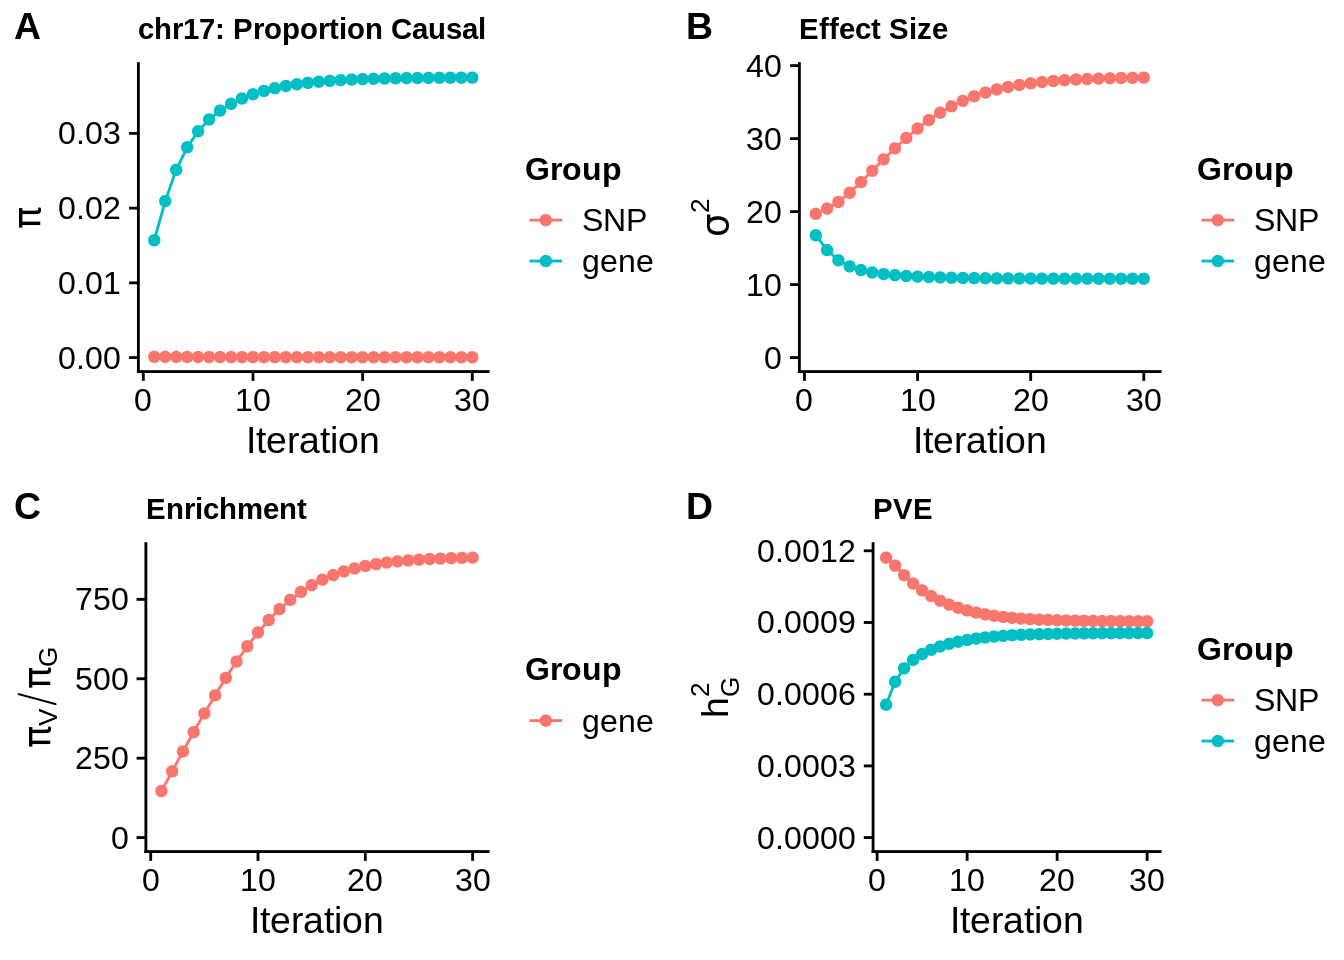 A
chr17: Proportion Causal
π
0.03
0.02
0.01
0.00
0 10 20 30
Iteration
Group
SNP
gene
B
Effect Size
σ²
40
30
20
10
0
0 10 20 30
Iteration
Group
SNP
gene
C
Enrichment
π_V/π_G
750
500
250
0
0 10 20 30
Iteration
Group
gene
D
PVE
h²_G
0.0012
0.0009
0.0006
0.0003
0.0000
0 10 20 30
Iteration
Group
SNP
gene